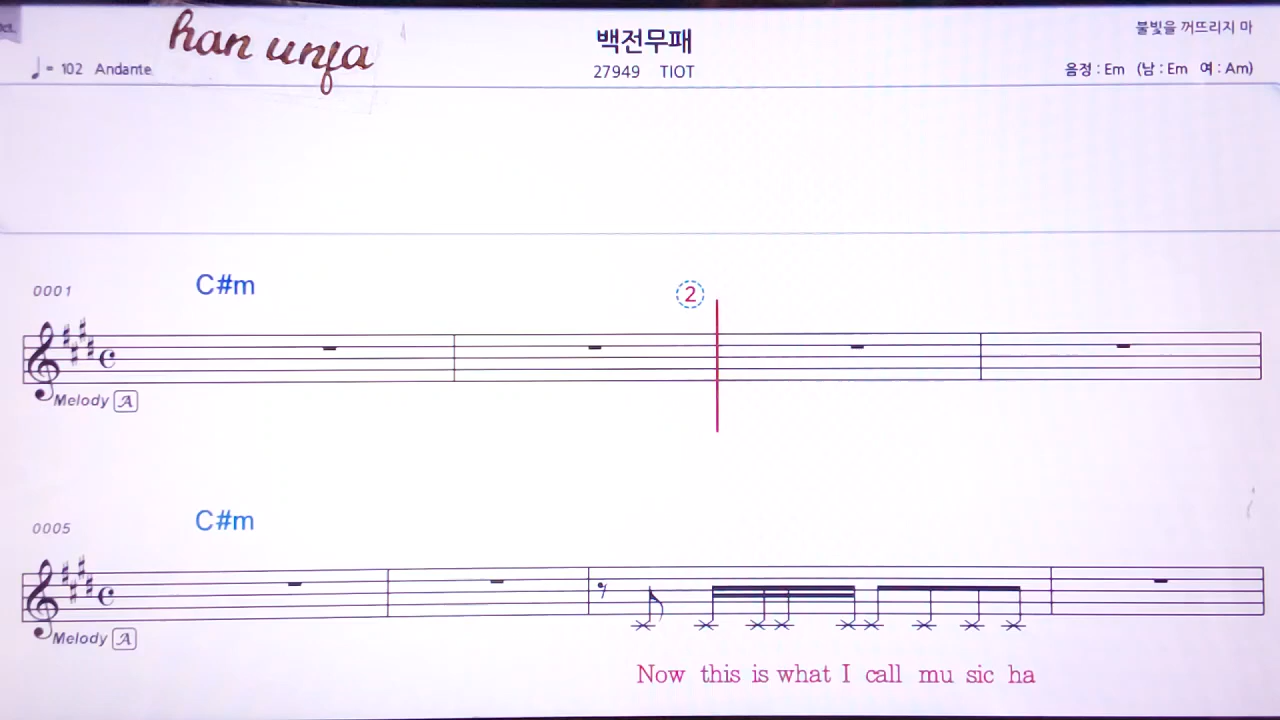 han unfa
백전무패
불빛을 꺼뜨리지 마
♩= 102 Andante
27949 TIOT
음정 : Em (남 : Em 여 : Am)
0001
C#m
2
Melody A
0005
C#m
Melody A
Now this is what I call mu sic ha